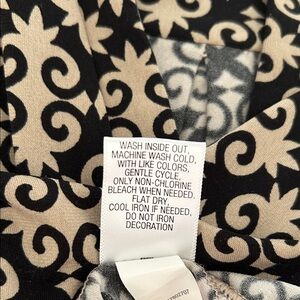 WASH INSIDE OUT,
MACHINE WASH COLD,
WITH LIKE COLORS,
GENTLE CYCLE,
ONLY NON-CHLORINE
BLEACH WHEN NEEDED.
FLAT DRY.
COOL IRON IF NEEDED,
DO NOT IRON
DECORATION